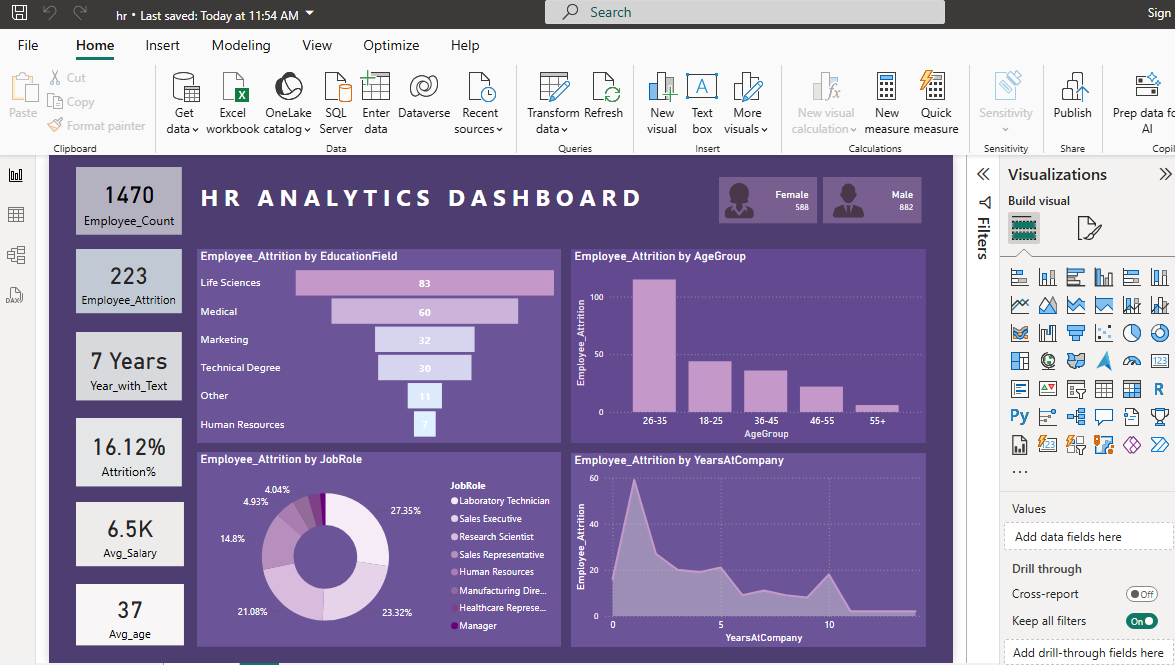 hr • Last saved: Today at 11:54 AM
Search
Sign
File Home Insert Modeling View Optimize Help
Paste
Cut
Copy
Format painter
Clipboard
Get data
Excel workbook
OneLake catalog
SQL Server
Enter data
Dataverse
Recent sources
Data
Transform data
Refresh
Queries
New visual
Text box
More visuals
Insert
New visual calculation
New measure
Quick measure
Calculations
Sensitivity
Sensitivity
Publish
Share
Prep data fo
AI
Copil
1470
Employee_Count
HR ANALYTICS DASHBOARD
Female
588
Male
882
223
Employee_Attrition
7 Years
Year_with_Text
16.12%
Attrition%
6.5K
Avg_Salary
37
Avg_age
Employee_Attrition by EducationField
Life Sciences 83
Medical 60
Marketing 32
Technical Degree 30
Other 11
Human Resources 7
Employee_Attrition by AgeGroup
Employee_Attrition
100
50
0
26-35 18-25 36-45 46-55 55+
AgeGroup
Employee_Attrition by JobRole
4.04%
4.93%
14.8%
21.08%
23.32%
27.35%
JobRole
Laboratory Technician
Sales Executive
Research Scientist
Sales Representative
Human Resources
Manufacturing Dire...
Healthcare Represe...
Manager
Employee_Attrition by YearsAtCompany
Employee_Attrition
60
40
20
0
0 5 10
YearsAtCompany
Filters
Visualizations
Build visual
123
R
Py
123
...
Values
Add data fields here
Drill through
Cross-report
Off
Keep all filters
On
Add drill-through fields here
DAX